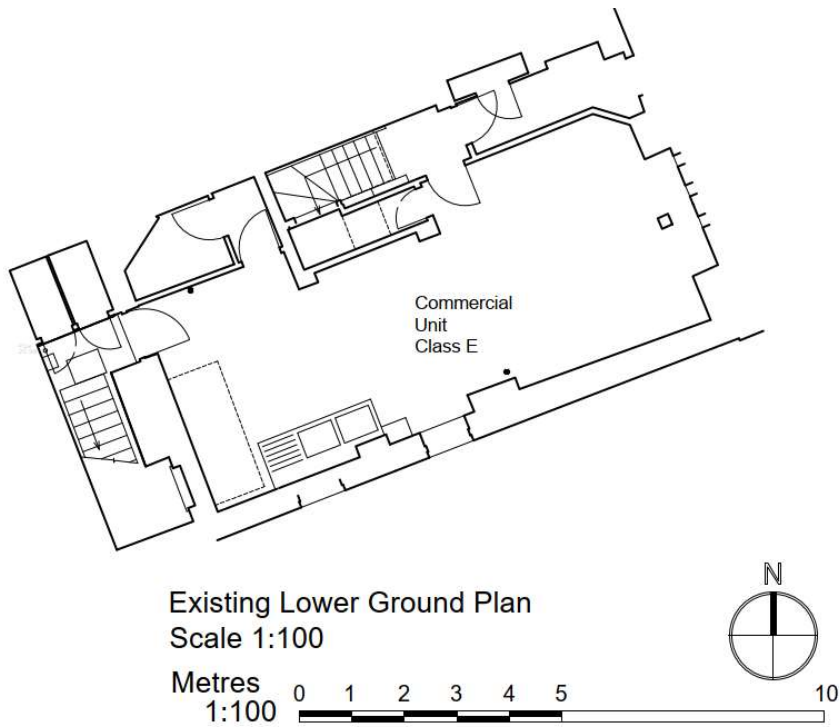 Commercial
Unit
Class E
N
Existing Lower Ground Plan
Scale 1:100
Metres
1:100
0 1 2 3 4 5 10